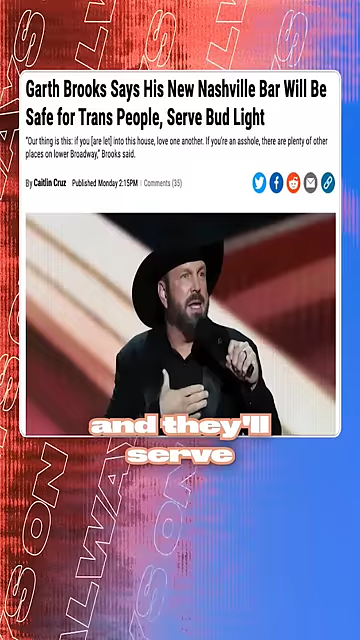 Garth Brooks Says His New Nashville Bar Will Be
Safe for Trans People, Serve Bud Light
"Our thing is this: if you [are let] into this house, love one another. If you're an asshole, there are plenty of other
places on lower Broadway," Brooks said.
By Caitlin Cruz Published Monday 2:15PM | Comments (35)
and they'll
serve
ALWAYS ON